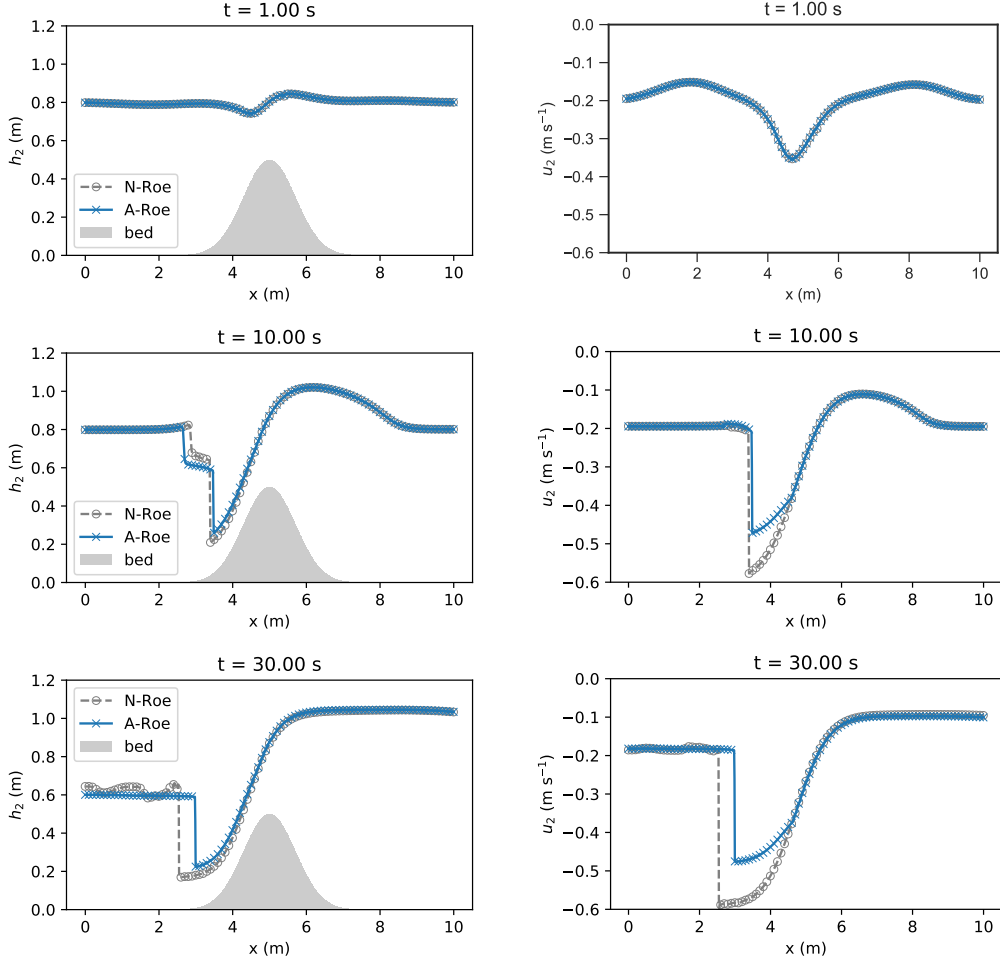 t = 1.00 s
1.2
1.0
0.8
0.6
0.4
0.2
0.0
h₂ (m)
N-Roe
A-Roe
bed
0 2 4 6 8 10
x (m)
t = 1.00 s
0.0
−0.1
−0.2
−0.3
−0.4
−0.5
−0.6
u₂ (m s⁻¹)
0 2 4 6 8 10
x (m)
t = 10.00 s
1.2
1.0
0.8
0.6
0.4
0.2
0.0
h₂ (m)
N-Roe
A-Roe
bed
0 2 4 6 8 10
x (m)
t = 10.00 s
0.0
−0.1
−0.2
−0.3
−0.4
−0.5
−0.6
u₂ (m s⁻¹)
0 2 4 6 8 10
x (m)
t = 30.00 s
1.2
1.0
0.8
0.6
0.4
0.2
0.0
h₂ (m)
N-Roe
A-Roe
bed
0 2 4 6 8 10
x (m)
t = 30.00 s
0.0
−0.1
−0.2
−0.3
−0.4
−0.5
−0.6
u₂ (m s⁻¹)
0 2 4 6 8 10
x (m)